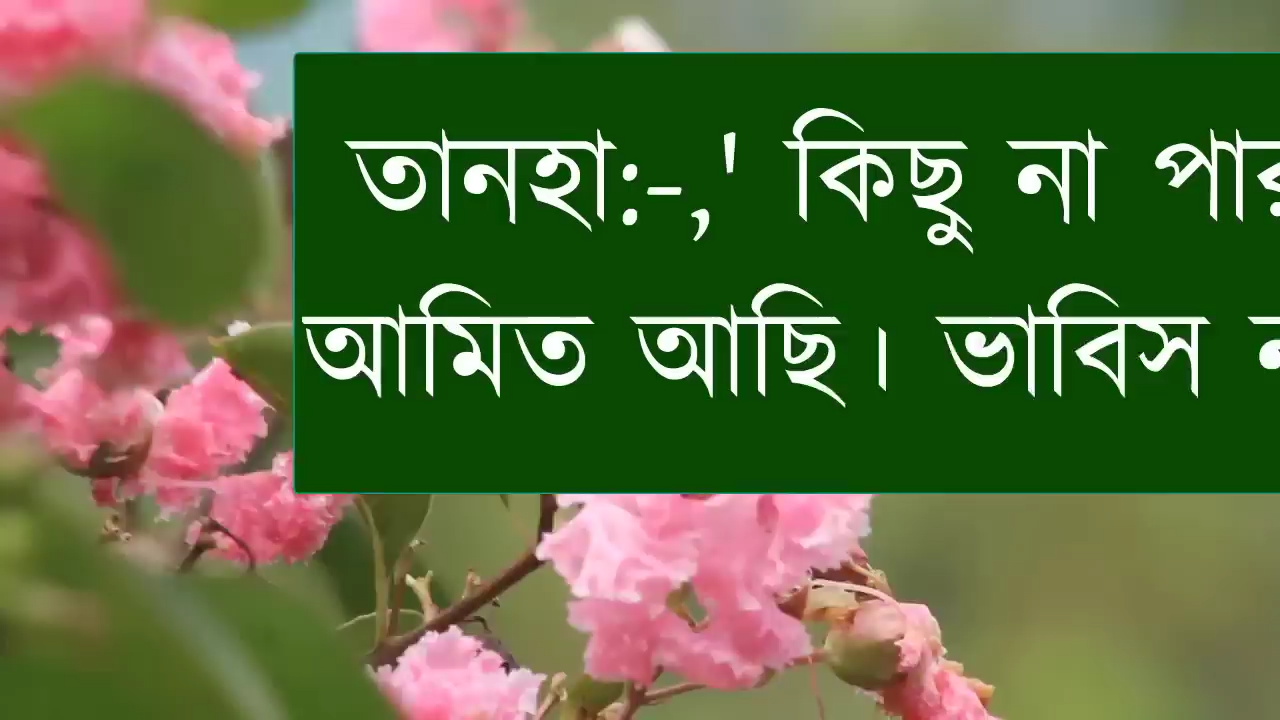 তানহা:-,' কিছু না পার
আমিত আছি। ভাবিস ন